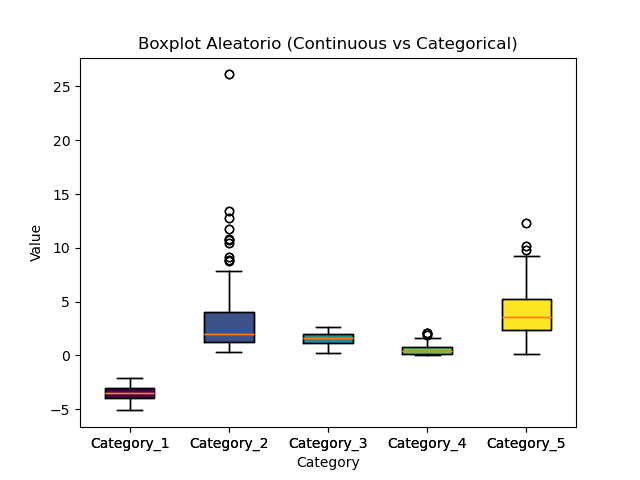 Boxplot Aleatorio (Continuous vs Categorical)
25
20
15
10
5
0
−5
Value
Category_1 Category_2 Category_3 Category_4 Category_5
Category